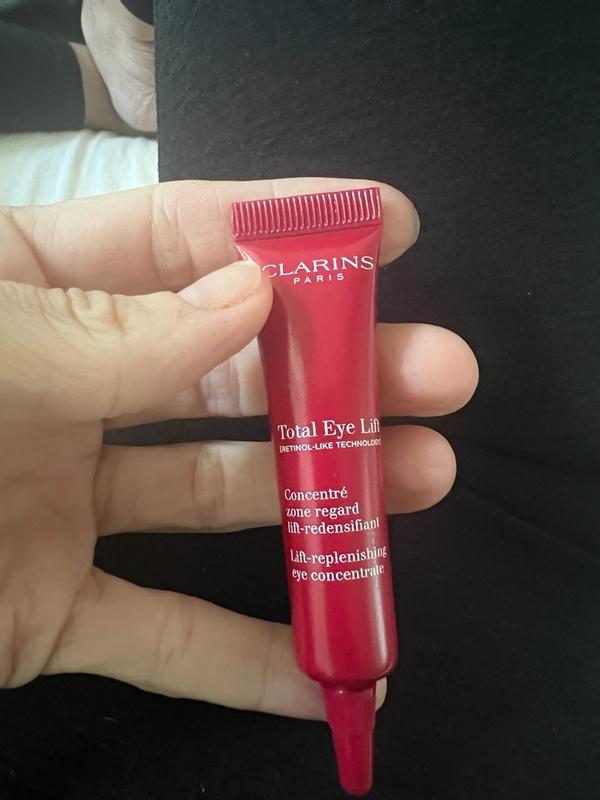 CLARINS
PARIS
Total Eye Lift
[RETINOL-LIKE TECHNOLOGY]
Concentré
zone regard
lift-redensifiant
Lift-replenishing
eye concentrate